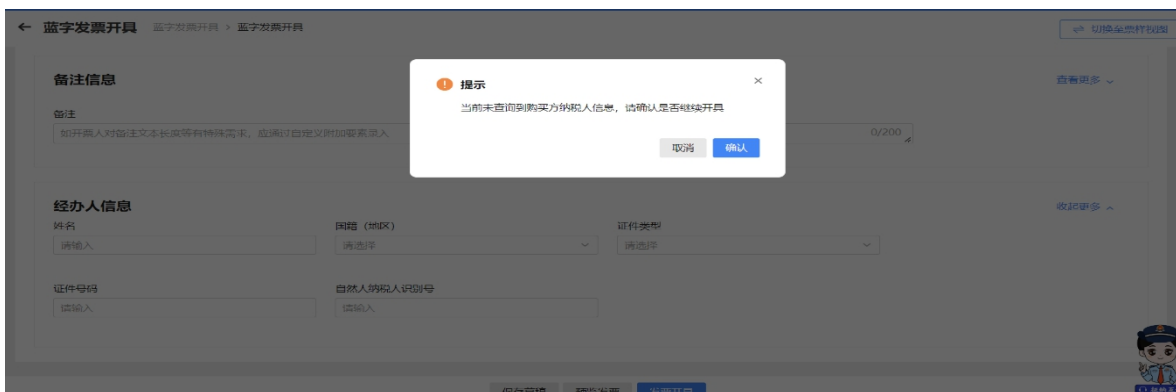 ← 蓝字发票开具 蓝字发票开具 > 蓝字发票开具
切换至票样视图
备注信息
查看更多
备注
如开票人对备注文本长度等有特殊需求，应通过自定义附加要素录入
0/200
提示
当前未查询到购买方纳税人信息，请确认是否继续开具
取消 确认
经办人信息
收起更多
姓名 国籍（地区） 证件类型
请输入 请选择 请选择
证件号码 自然人纳税人识别号
请输入 请输入
保存草稿 预览发票 发票开具